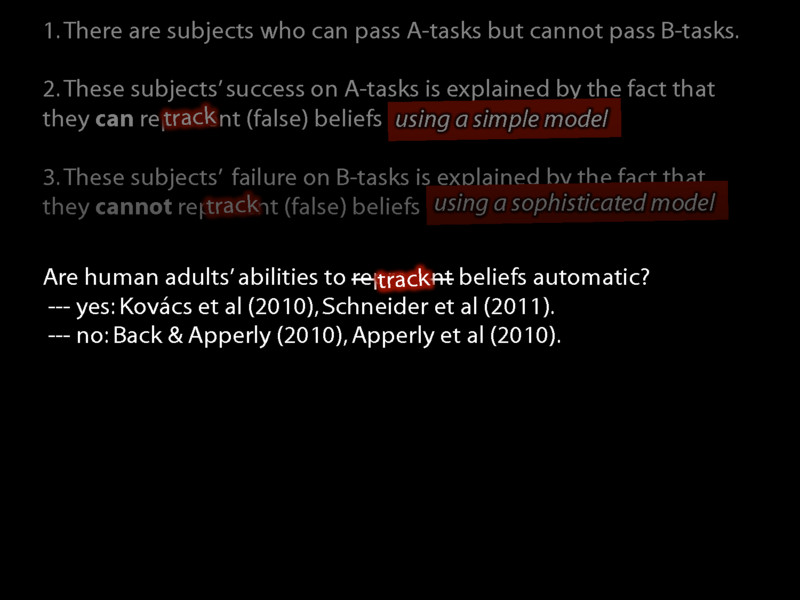 1. There are subjects who can pass A-tasks but cannot pass B-tasks.
2. These subjects' success on A-tasks is explained by the fact that
they can re track nt (false) beliefs using a simple model
3. These subjects' failure on B-tasks is explained by the fact that
they cannot rep track nt (false) beliefs using a sophisticated model
Are human adults' abilities to re track nt beliefs automatic?
--- yes: Kovács et al (2010), Schneider et al (2011).
--- no: Back & Apperly (2010), Apperly et al (2010).